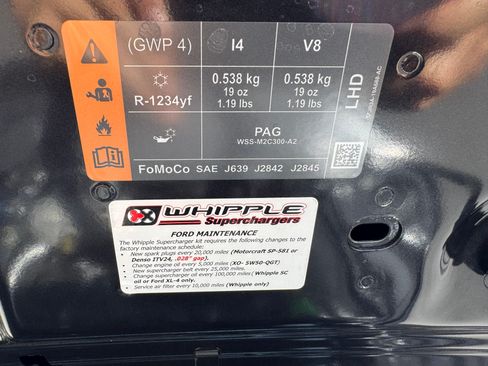 (GWP 4) I4 V8
R-1234yf
0.538 kg 0.538 kg
19 oz 19 oz
1.19 lbs 1.19 lbs
LHD
PAG
WSS-M2C300-A2
FoMoCo SAE J639 J2842 J2845
WHIPPLE
Superchargers
FORD MAINTENANCE
The Whipple Supercharger kit requires the following changes to the
factory maintenance schedule:
- New spark plugs every 20,000 miles (Motorcraft SP-581 or
Denso ITV24, .028" gap).
- Change engine oil every 5,000 miles (XO- 5W50-QGT)
- New supercharger belt every 25,000 miles.
- Change supercharger oil every 100,000 miles( Whipple SC
oil or Ford XL-4 only).
- Service air filter every 10,000 miles (Whipple only)